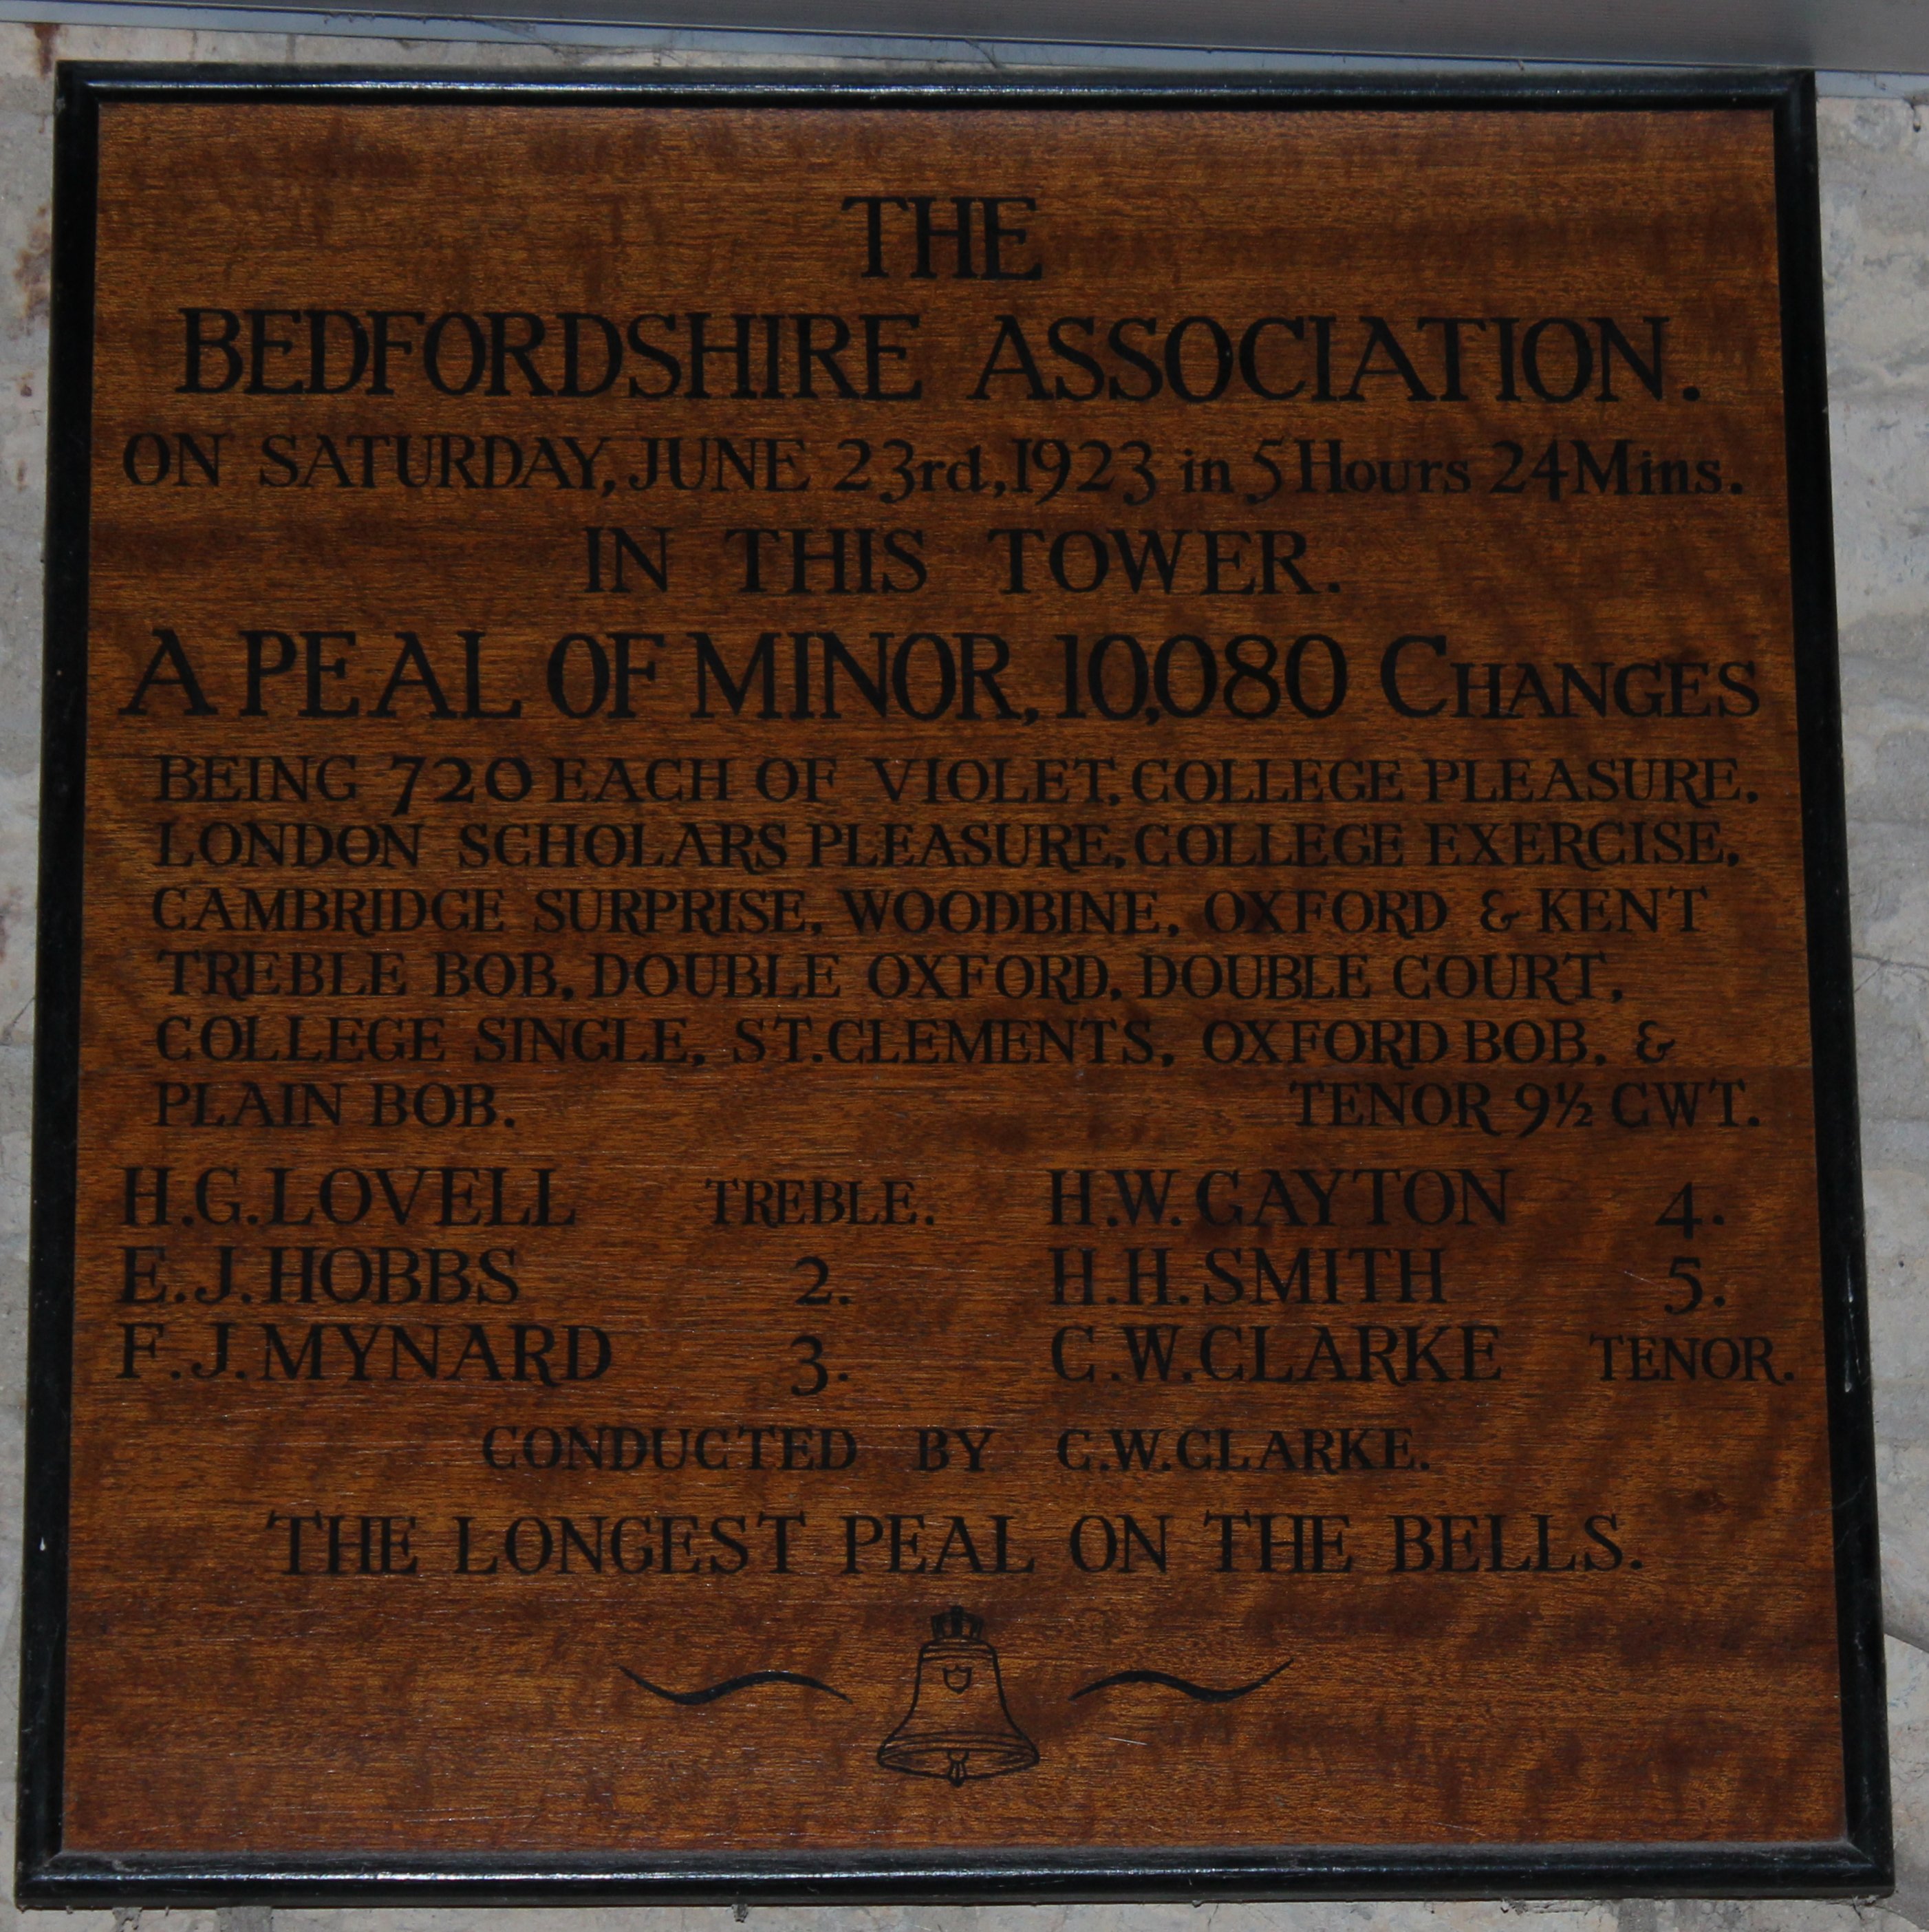 THE
BEDFORDSHIRE ASSOCIATION.
ON SATURDAY, JUNE 23rd, 1923 in 5 Hours 24 Mins.
IN THIS TOWER.
A PEAL OF MINOR, 10,080 CHANGES
BEING 720 EACH OF VIOLET, COLLEGE PLEASURE,
LONDON SCHOLARS PLEASURE, COLLEGE EXERCISE,
CAMBRIDGE SURPRISE, WOODBINE, OXFORD & KENT
TREBLE BOB, DOUBLE OXFORD, DOUBLE COURT,
COLLEGE SINGLE, ST. CLEMENTS, OXFORD BOB, &
PLAIN BOB. TENOR 9½ CWT.
H.G. LOVELL TREBLE. H.W. GAYTON 4.
E.J. HOBBS 2. H.H. SMITH 5.
F.J. MYNARD 3. C.W. CLARKE TENOR.
CONDUCTED BY C.W. CLARKE.
THE LONGEST PEAL ON THE BELLS.